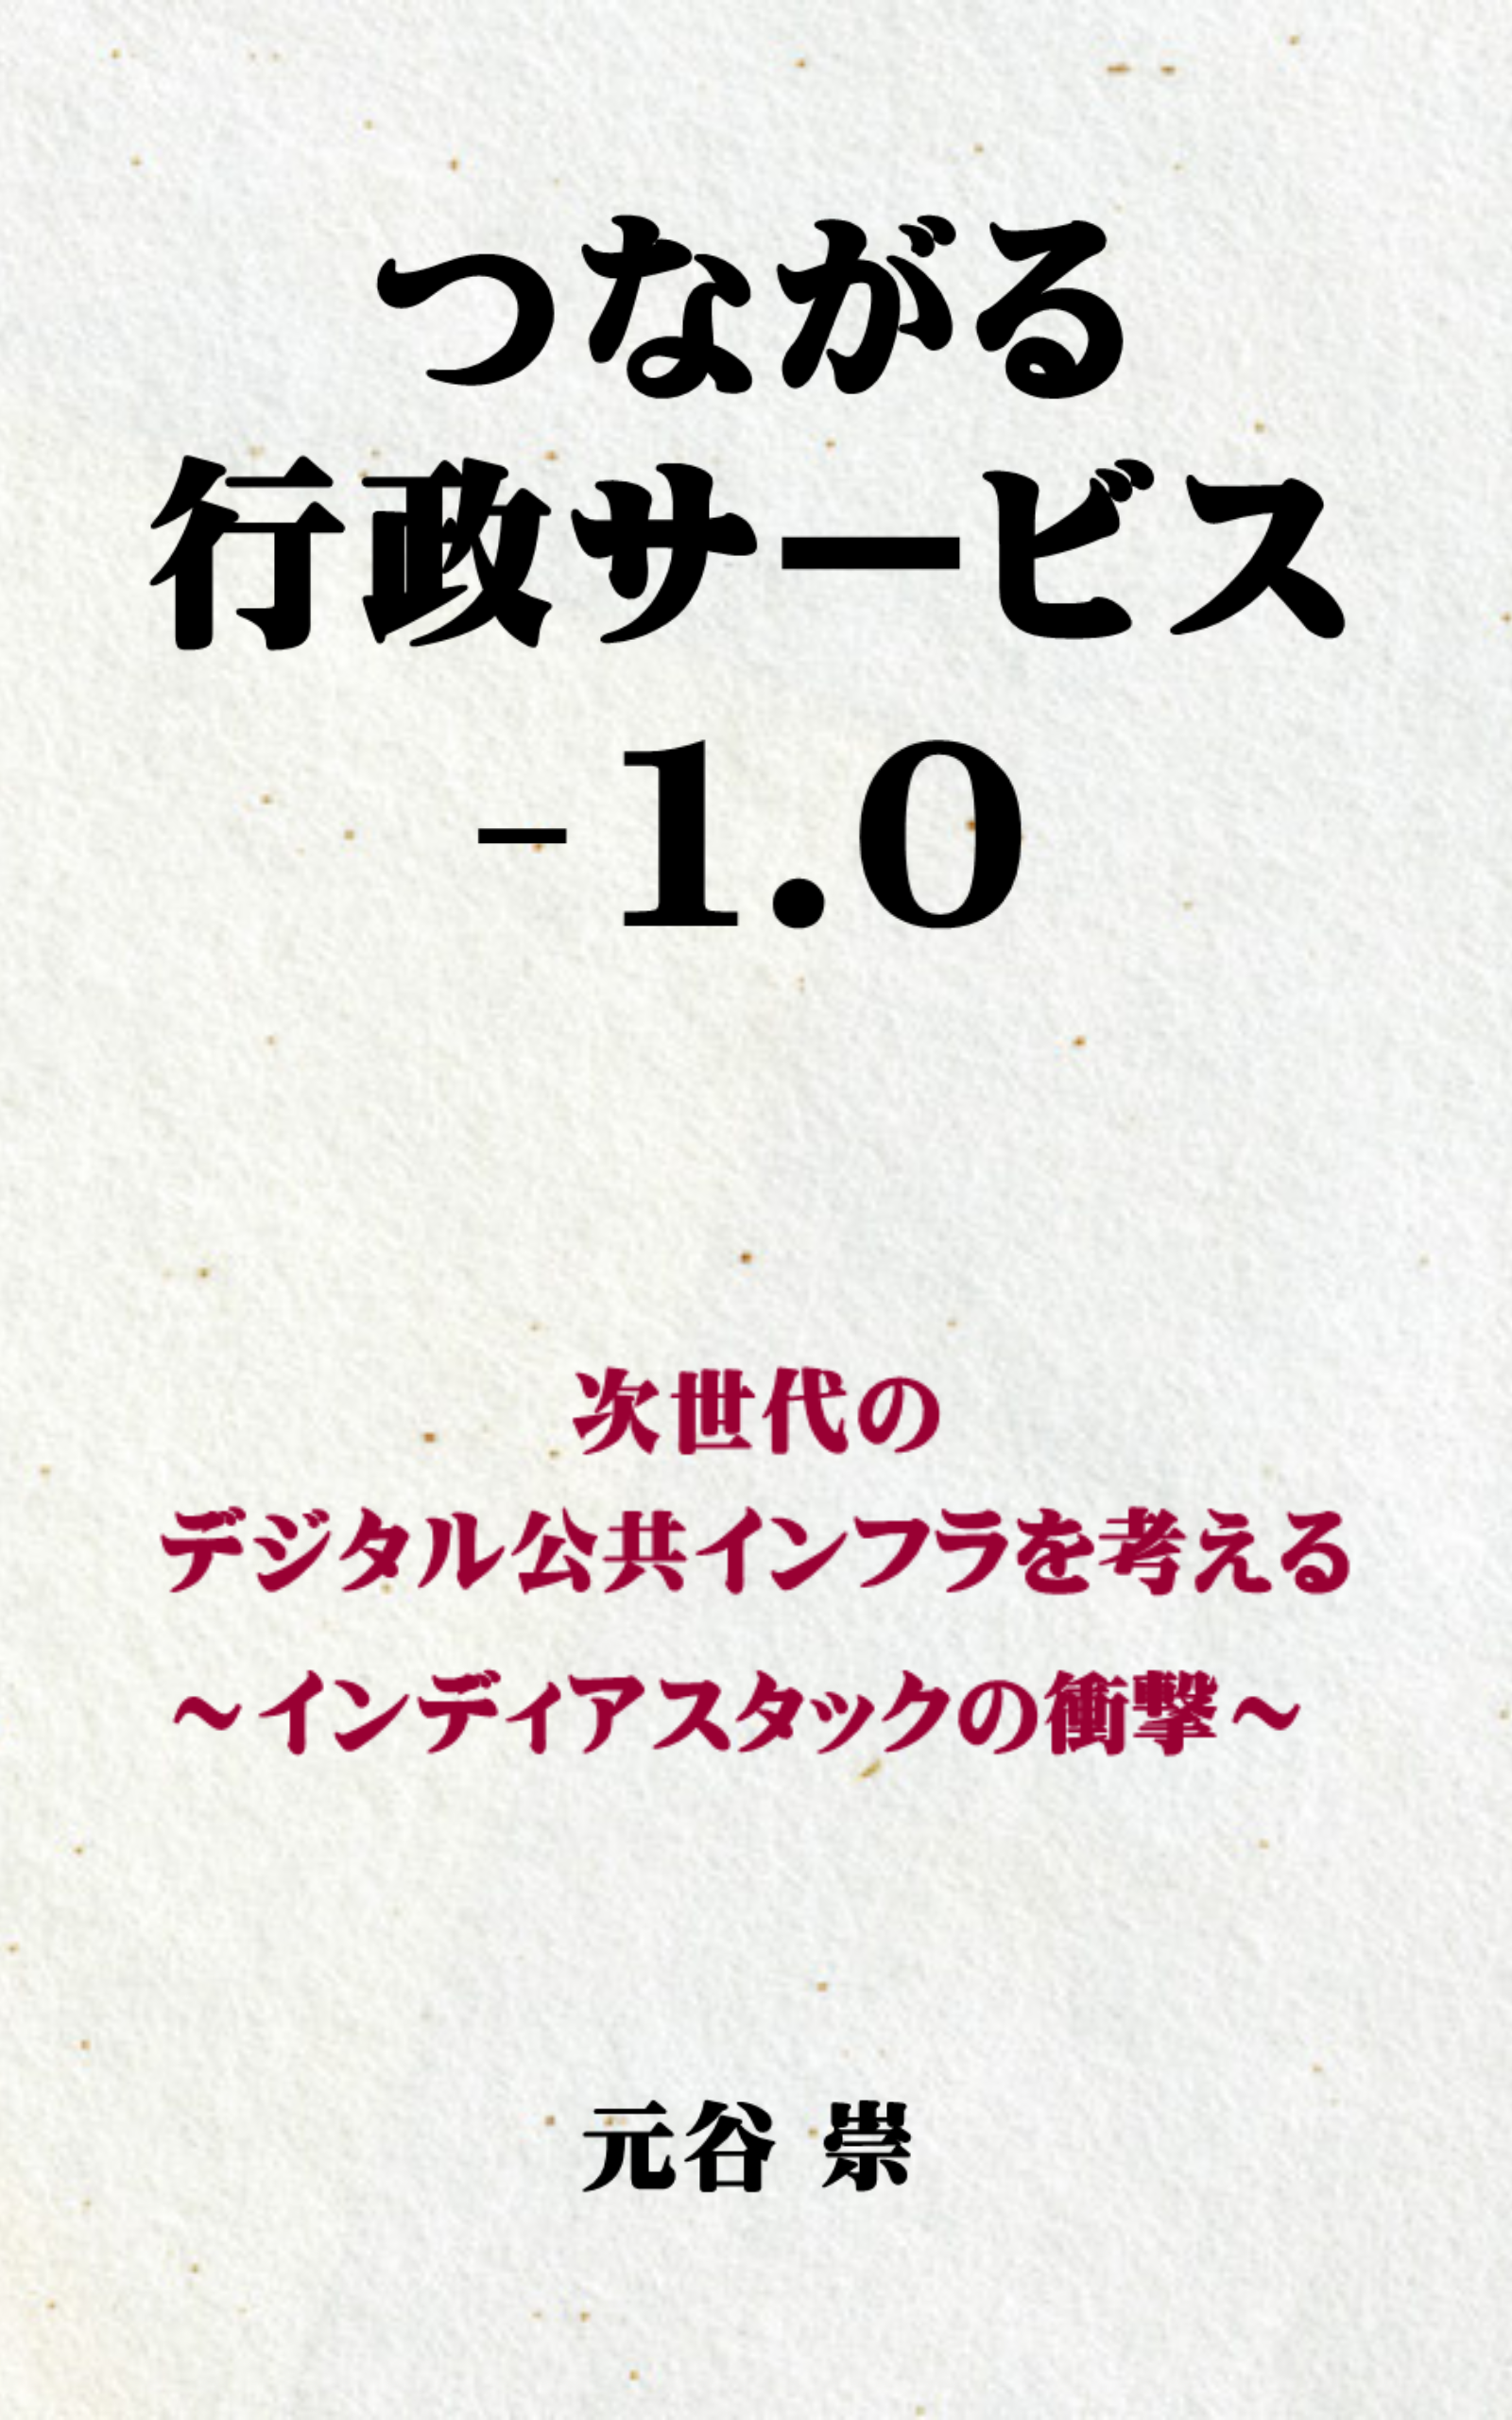 つながる
行政サービス
-1.0
次世代の
デジタル公共インフラを考える
～インディアスタックの衝撃～
元谷 崇